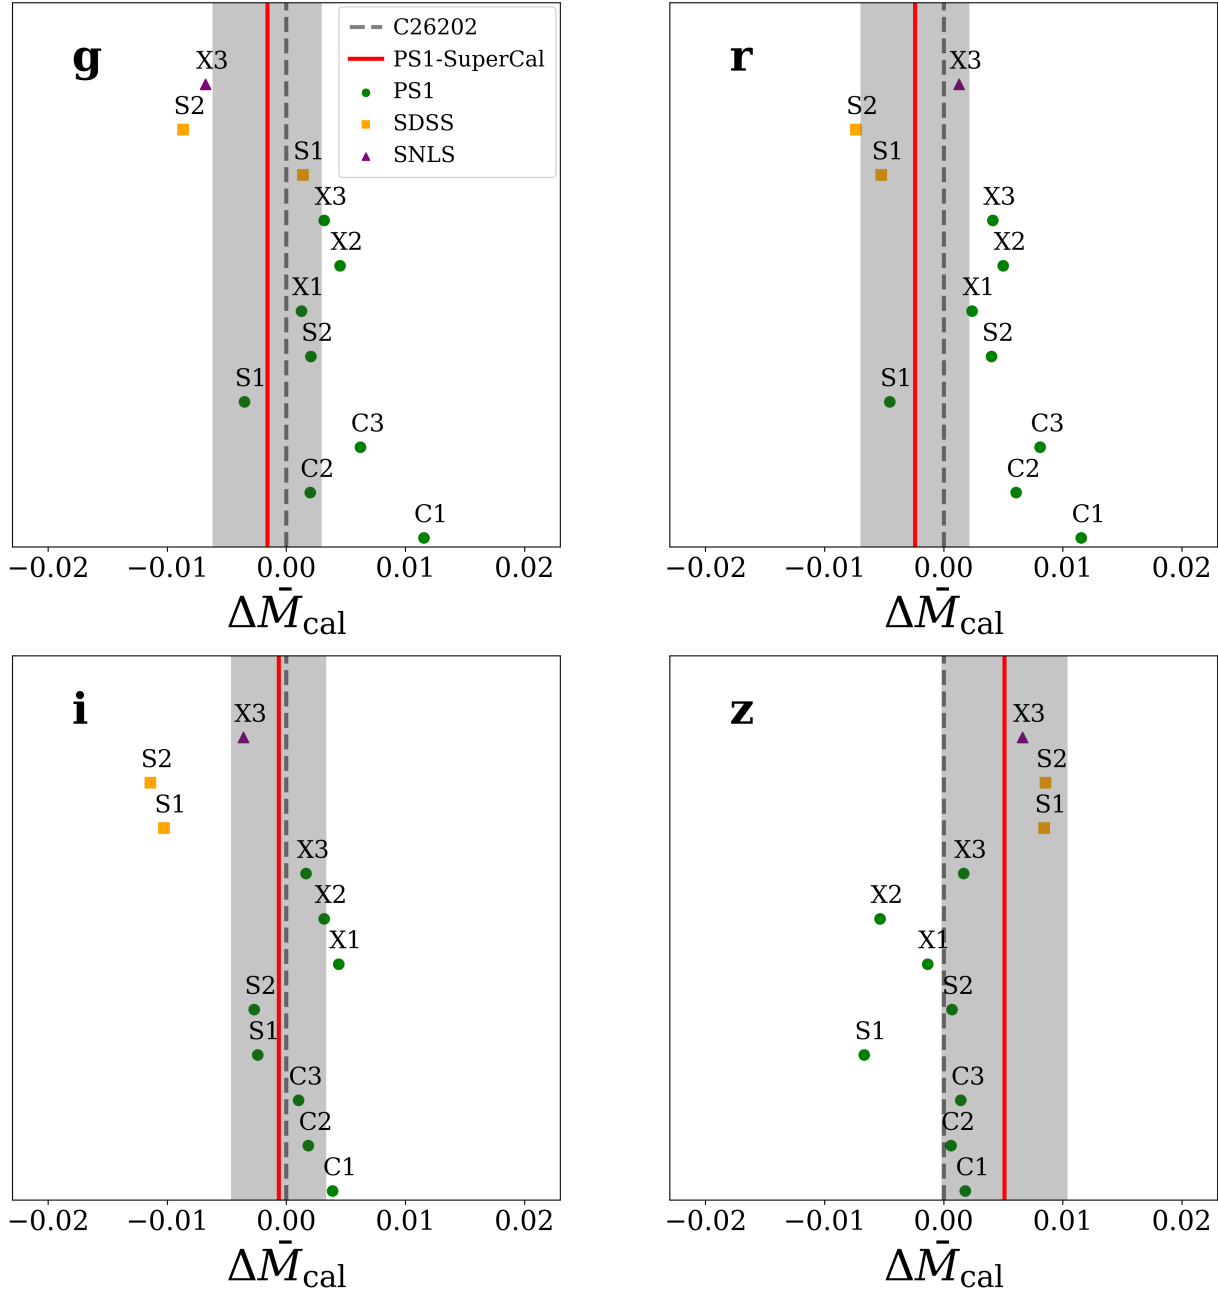 g
C26202
PS1-SuperCal
PS1
SDSS
SNLS
X3
S2
S1
X3
X2
X1
S2
S1
C3
C2
C1
−0.02 −0.01 0.00 0.01 0.02
ΔM̄cal
r
X3
S2
S1
X3
X2
X1
S2
S1
C3
C2
C1
−0.02 −0.01 0.00 0.01 0.02
ΔM̄cal
i
X3
S2
S1
X3
X2
X1
S2
S1
C3
C2
C1
−0.02 −0.01 0.00 0.01 0.02
ΔM̄cal
z
X3
S2
S1
X3
X2
X1
S2
S1
C3
C2
C1
−0.02 −0.01 0.00 0.01 0.02
ΔM̄cal